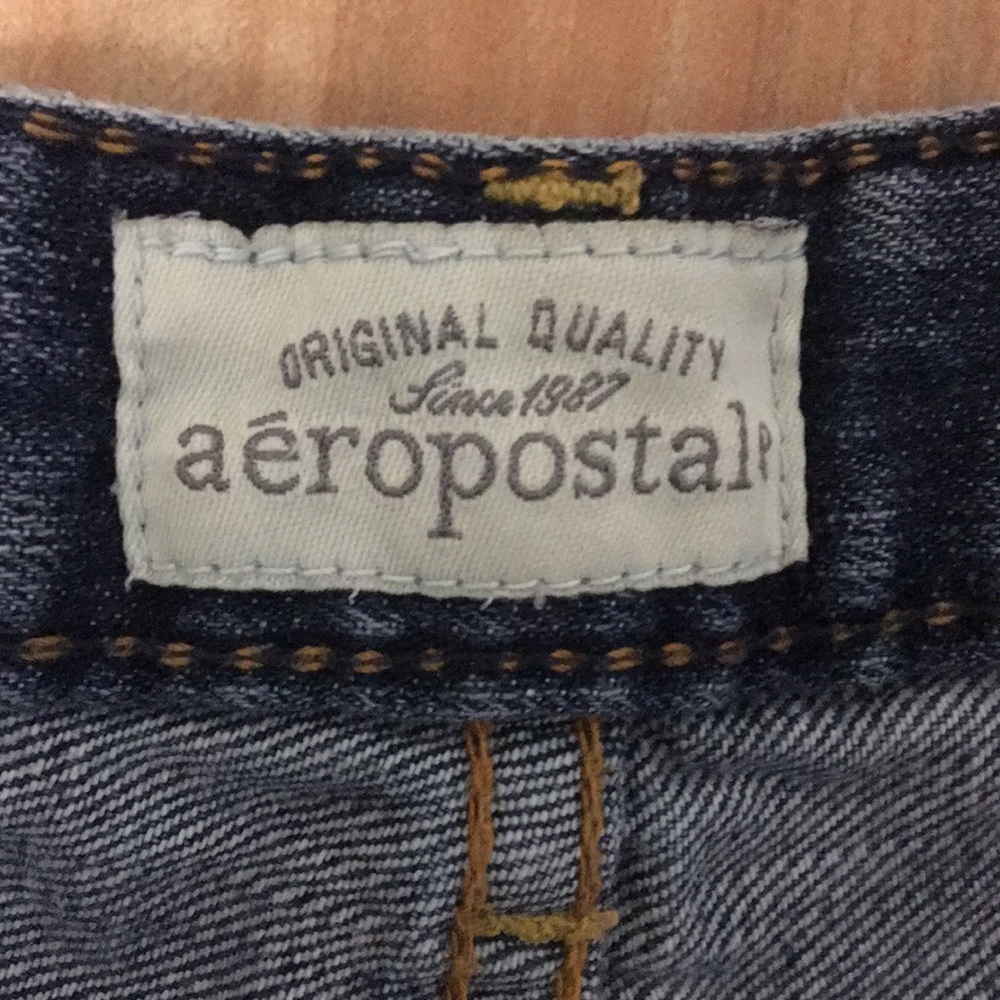 ORIGINAL QUALITY
Since 1987
aéropostale